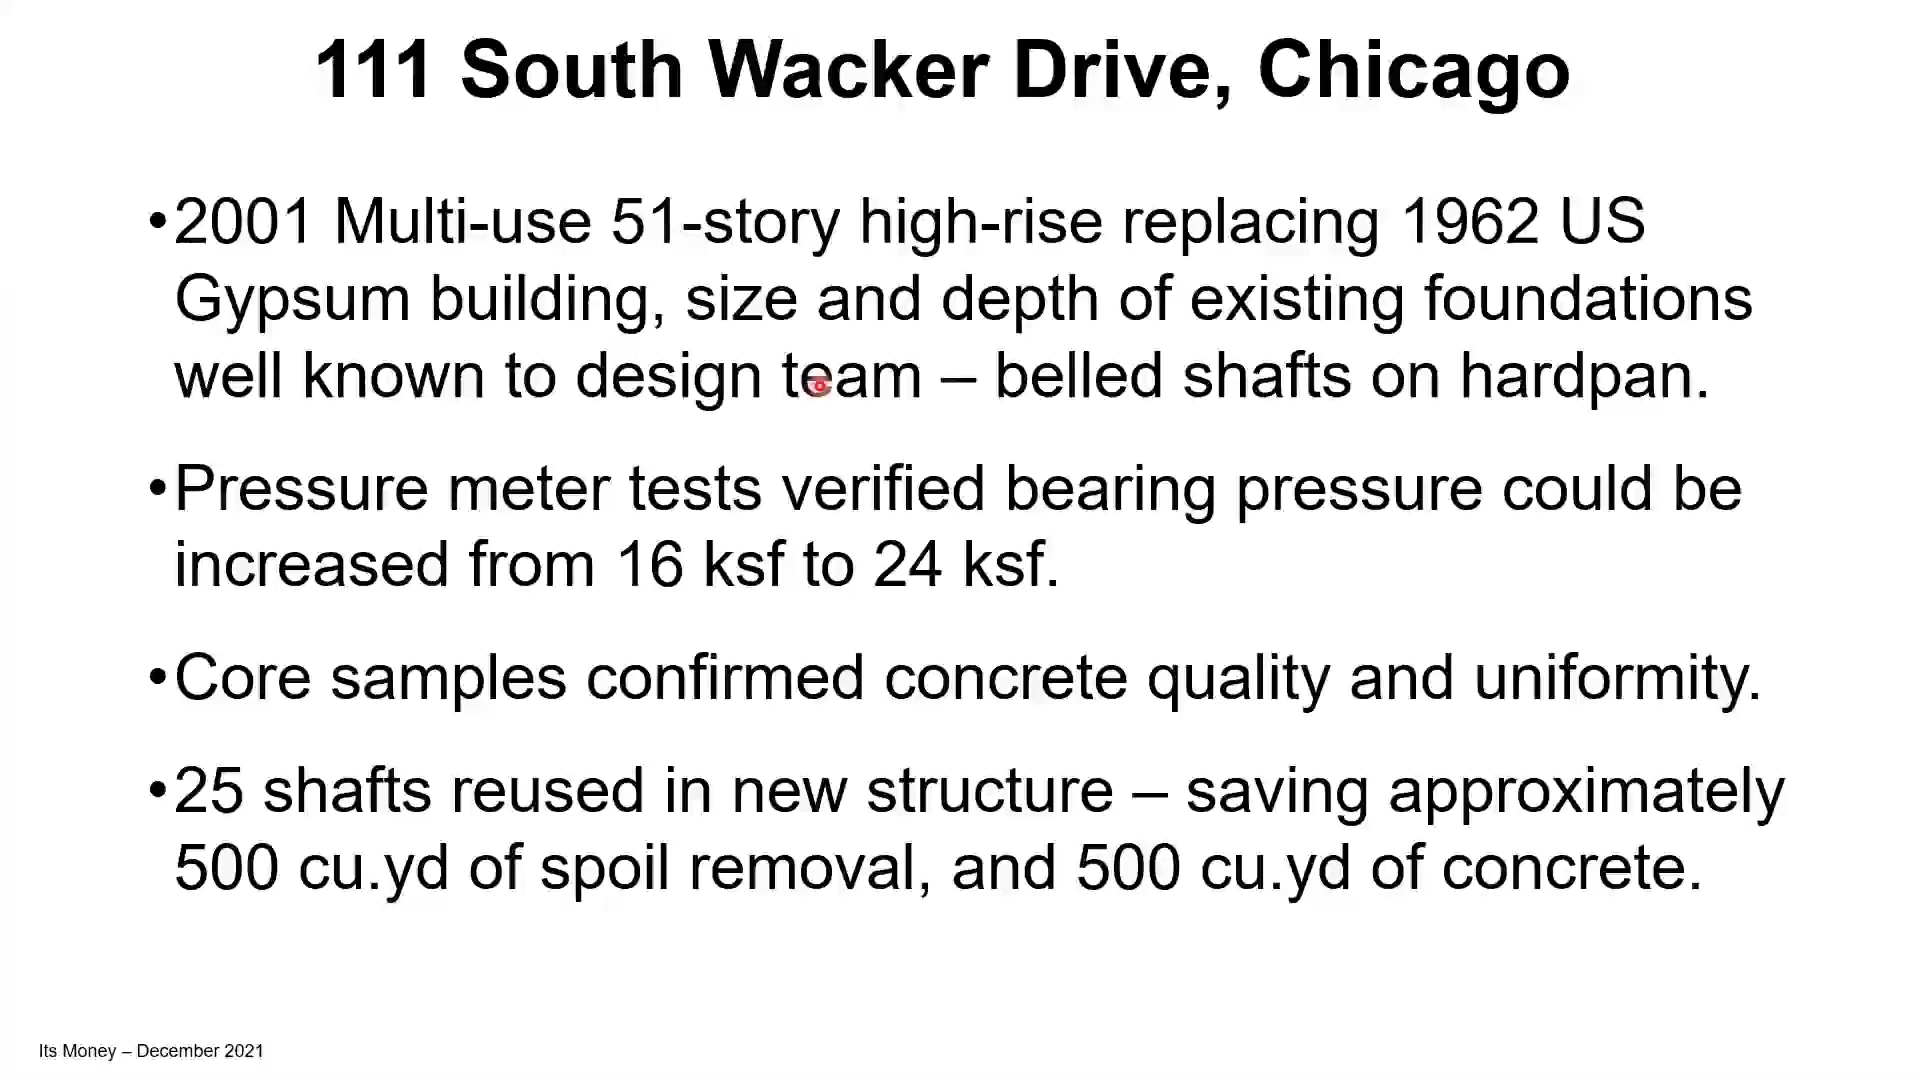 111 South Wacker Drive, Chicago
•2001 Multi-use 51-story high-rise replacing 1962 US
Gypsum building, size and depth of existing foundations
well known to design team – belled shafts on hardpan.
•Pressure meter tests verified bearing pressure could be
increased from 16 ksf to 24 ksf.
•Core samples confirmed concrete quality and uniformity.
•25 shafts reused in new structure – saving approximately
500 cu.yd of spoil removal, and 500 cu.yd of concrete.
Its Money – December 2021